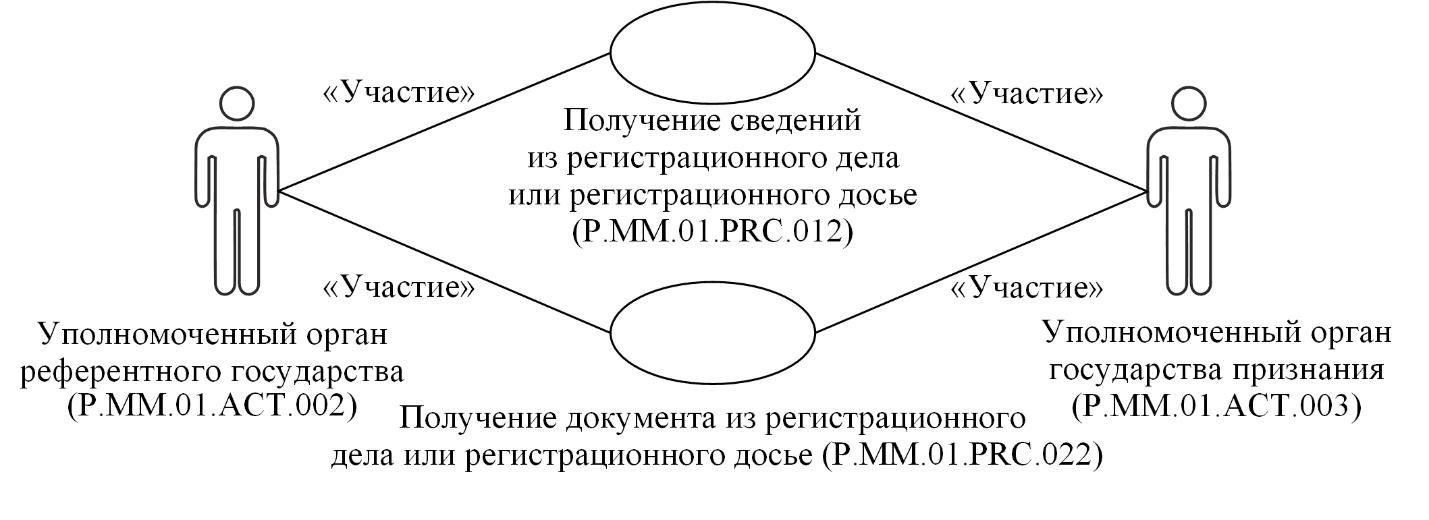 «Участие»
«Участие»
Получение сведений
из регистрационного дела
или регистрационного досье
(P.MM.01.PRC.012)
«Участие»
«Участие»
Уполномоченный орган
референтного государства
(P.MM.01.ACT.002)
Уполномоченный орган
государства признания
(P.MM.01.ACT.003)
Получение документа из регистрационного
дела или регистрационного досье (P.MM.01.PRC.022)